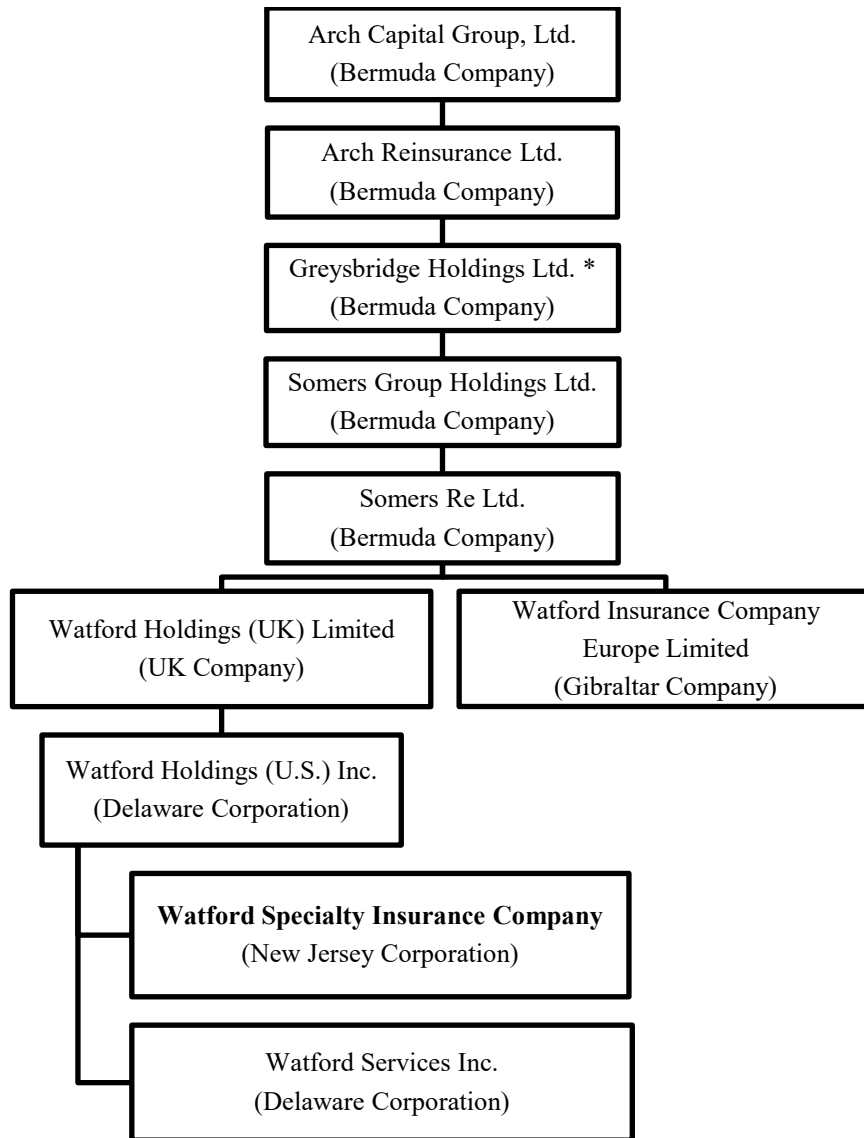 Arch Capital Group, Ltd.
(Bermuda Company)
Arch Reinsurance Ltd.
(Bermuda Company)
Greysbridge Holdings Ltd. *
(Bermuda Company)
Somers Group Holdings Ltd.
(Bermuda Company)
Somers Re Ltd.
(Bermuda Company)
Watford Holdings (UK) Limited
(UK Company)
Watford Insurance Company
Europe Limited
(Gibraltar Company)
Watford Holdings (U.S.) Inc.
(Delaware Corporation)
Watford Specialty Insurance Company
(New Jersey Corporation)
Watford Services Inc.
(Delaware Corporation)